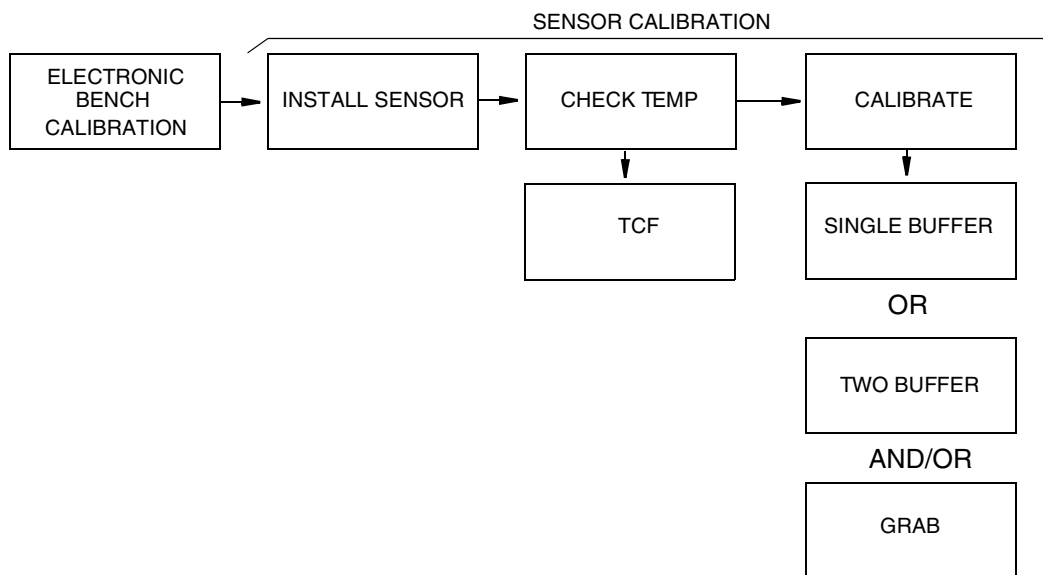 SENSOR CALIBRATION
ELECTRONIC
BENCH
CALIBRATION
INSTALL SENSOR
CHECK TEMP
CALIBRATE
TCF
SINGLE BUFFER
OR
TWO BUFFER
AND/OR
GRAB